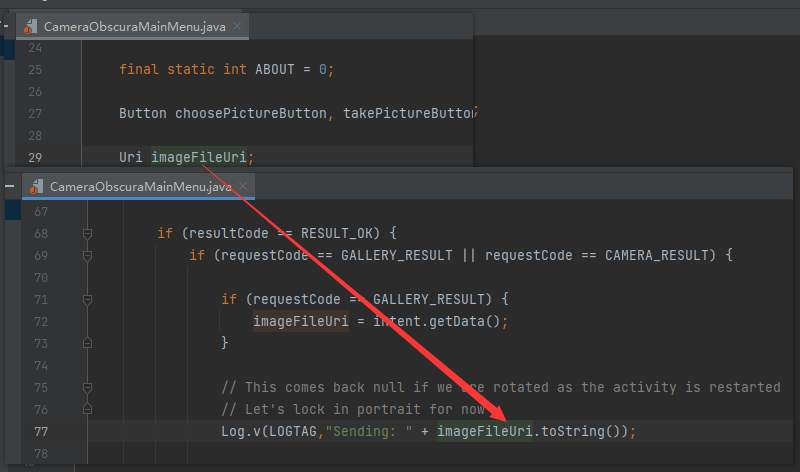 CameraObscuraMainMenu.java
24
25 final static int ABOUT = 0;
26
27 Button choosePictureButton, takePictureButton;
28
29 Uri imageFileUri;
CameraObscuraMainMenu.java
67
68 if (resultCode == RESULT_OK) {
69 if (requestCode == GALLERY_RESULT || requestCode == CAMERA_RESULT) {
70
71 if (requestCode == GALLERY_RESULT) {
72 imageFileUri = intent.getData();
73 }
74
75 // This comes back null if we are rotated as the activity is restarted
76 // Let's lock in portrait for now
77 Log.v(LOGTAG,"Sending: " + imageFileUri.toString());
78